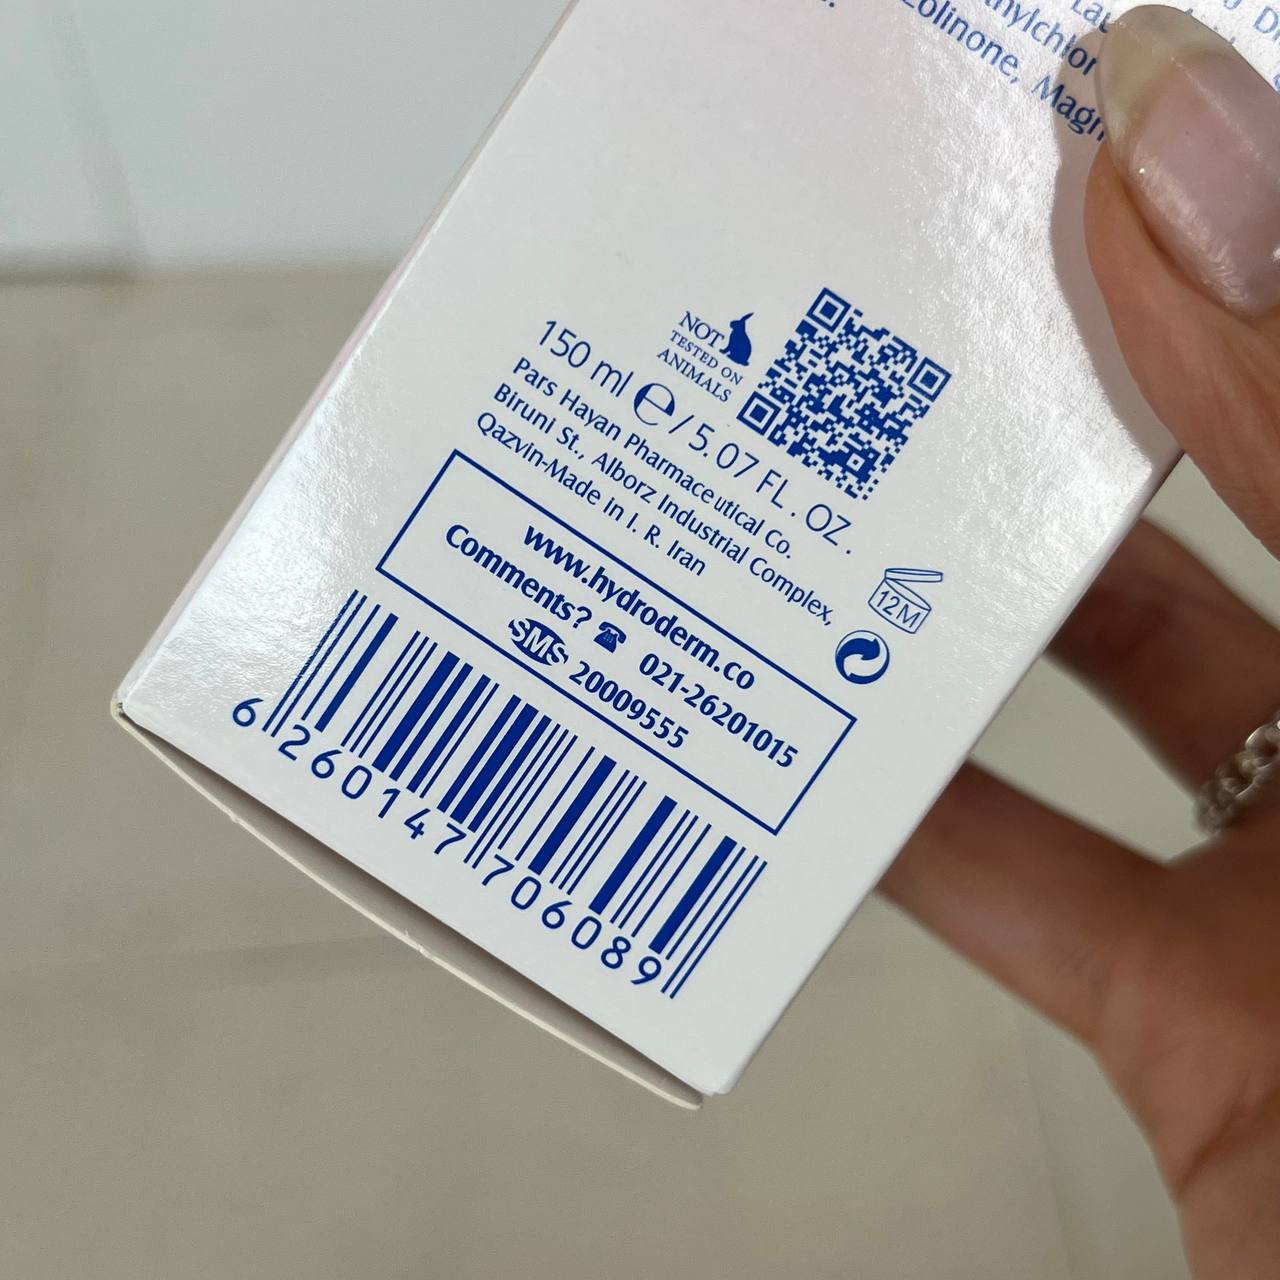 zolinone, Magn
NOT
TESTED ON
ANIMALS
150 ml e / 5.07 FL. OZ.
Pars Hayan Pharmaceutical Co.
Biruni St., Alborz Industrial Complex,
Qazvin-Made in I. R. Iran
12M
www.hydroderm.co
Comments? ☎ 021-26201015
SMS 20009555
6 260147 706089